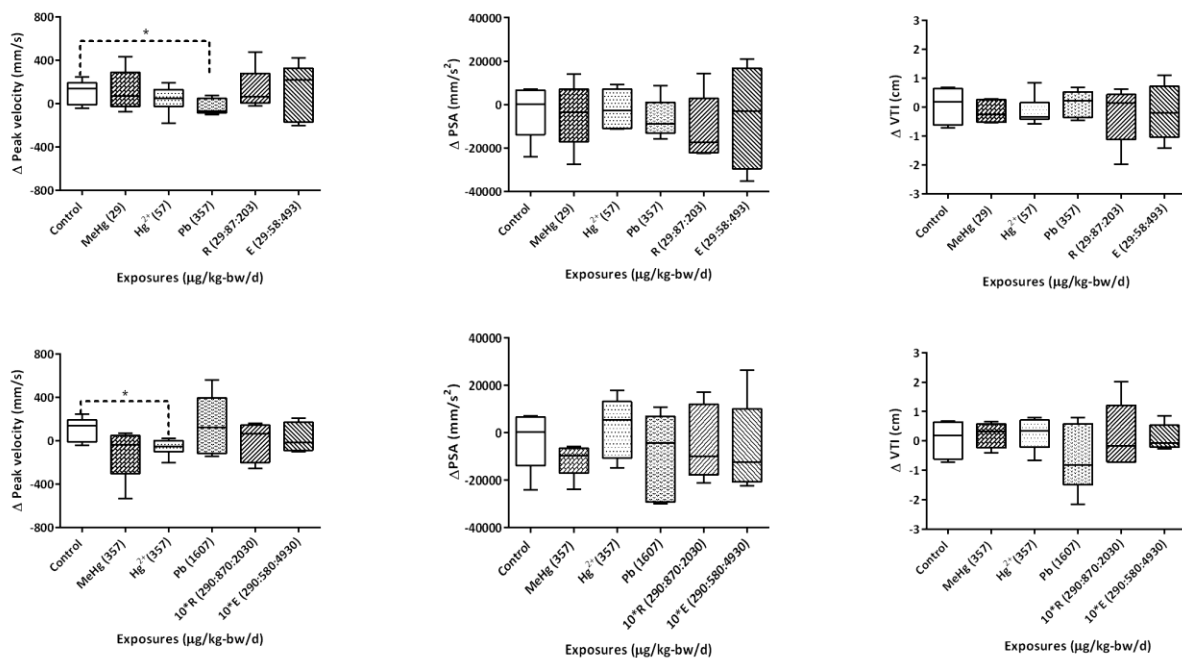 Δ Peak velocity (mm/s)
800
400
0
-400
-800
*
Control
MeHg (29)
Hg²⁺ (57)
Pb (357)
R (29:87:203)
E (29:58:493)
Exposures (µg/kg-bw/d)
Δ PSA (mm/s²)
40000
20000
0
-20000
-40000
Control
MeHg (29)
Hg²⁺ (57)
Pb (357)
R (29:87:203)
E (29:58:493)
Exposures (µg/kg-bw/d)
Δ VTI (cm)
3
2
1
0
-1
-2
-3
Control
MeHg (29)
Hg²⁺ (57)
Pb (357)
R (29:87:203)
E (29:58:493)
Exposures (µg/kg-bw/d)
Δ Peak velocity (mm/s)
800
400
0
-400
-800
*
Control
MeHg (357)
Hg²⁺ (357)
Pb (1607)
10*R (290:870:2030)
10*E (290:580:4930)
Exposures (µg/kg-bw/d)
ΔPSA (mm/s²)
40000
20000
0
-20000
-40000
Control
MeHg (357)
Hg²⁺ (357)
Pb (1607)
10*R (290:870:2030)
10*E (290:580:4930)
Exposures (µg/kg-bw/d)
Δ VTI (cm)
3
2
1
0
-1
-2
-3
Control
MeHg (357)
Hg²⁺ (357)
Pb (1607)
10*R (290:870:2030)
10*E (290:580:4930)
Exposures (µg/kg-bw/d)